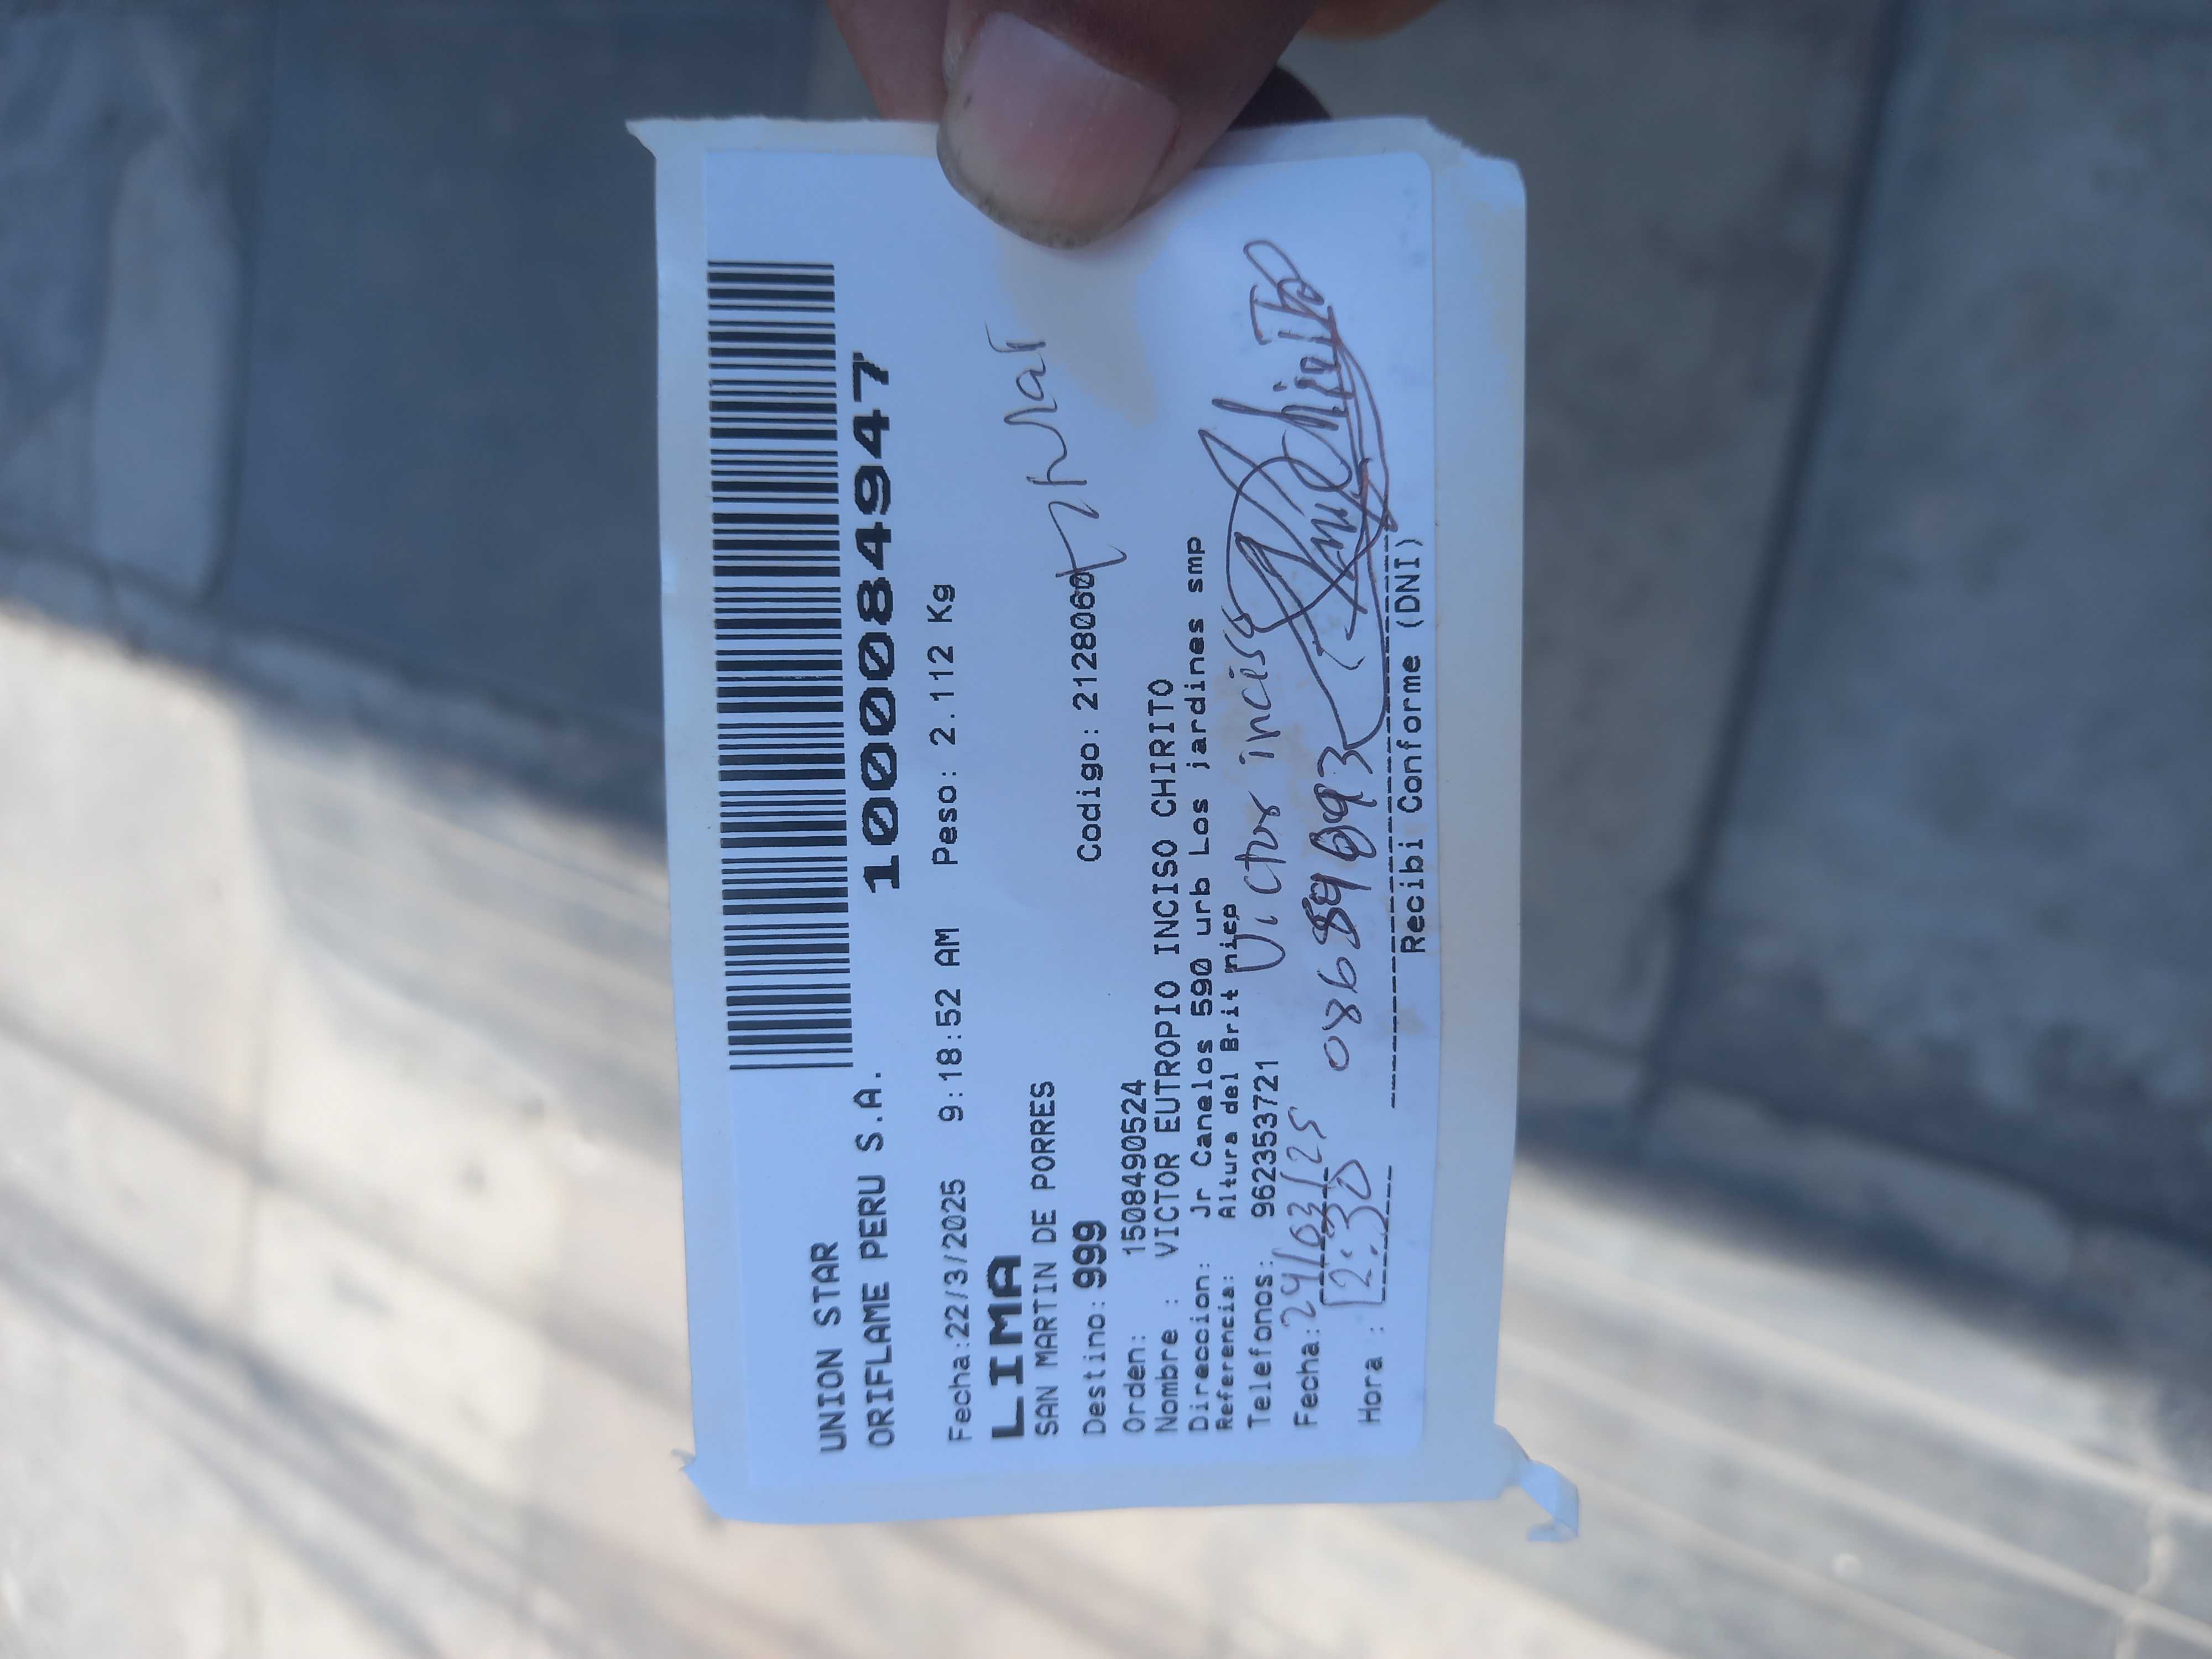 UNION STAR
ORIFLAME PERU S.A. 1000084947
Fecha:22/3/2025 9:18:52 AM Peso: 2.112 Kg
LIMA
SAN MARTIN DE PORRES
Destino: 999 Codigo: 2128060
Orden: 1508490524
Nombre : VICTOR EUTROPIO INCISO CHIRITO
Direccion: Jr Canelos 590 urb Los jardines smp
Referencia: Altura del Brit nico
Telefonos: 962353721 Victor inciso
Fecha: 24/03/25
Hora : 12:30
Recibi Conforme (DNI)